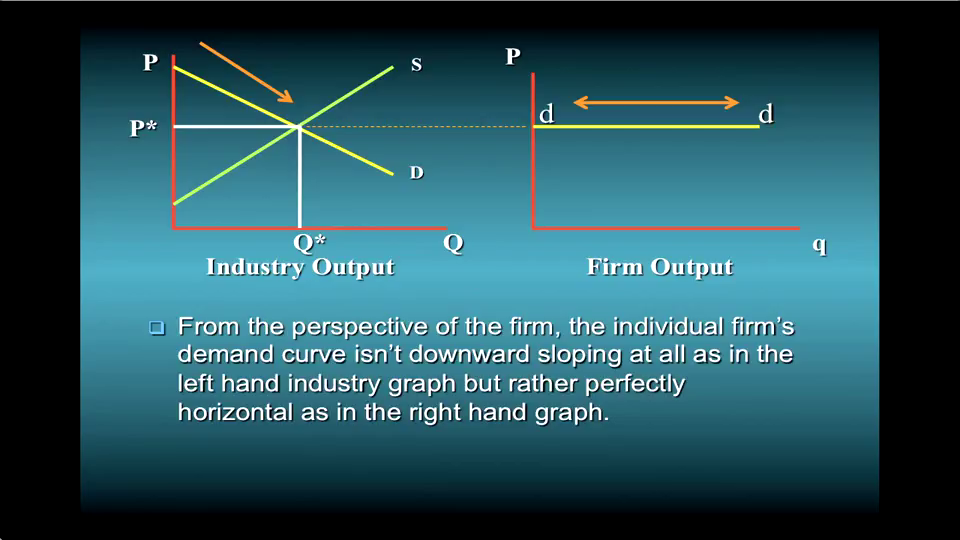 P
S
P*
D
Q*
Q
Industry Output
P
d
d
q
Firm Output
From the perspective of the firm, the individual firm’s
demand curve isn’t downward sloping at all as in the
left hand industry graph but rather perfectly
horizontal as in the right hand graph.